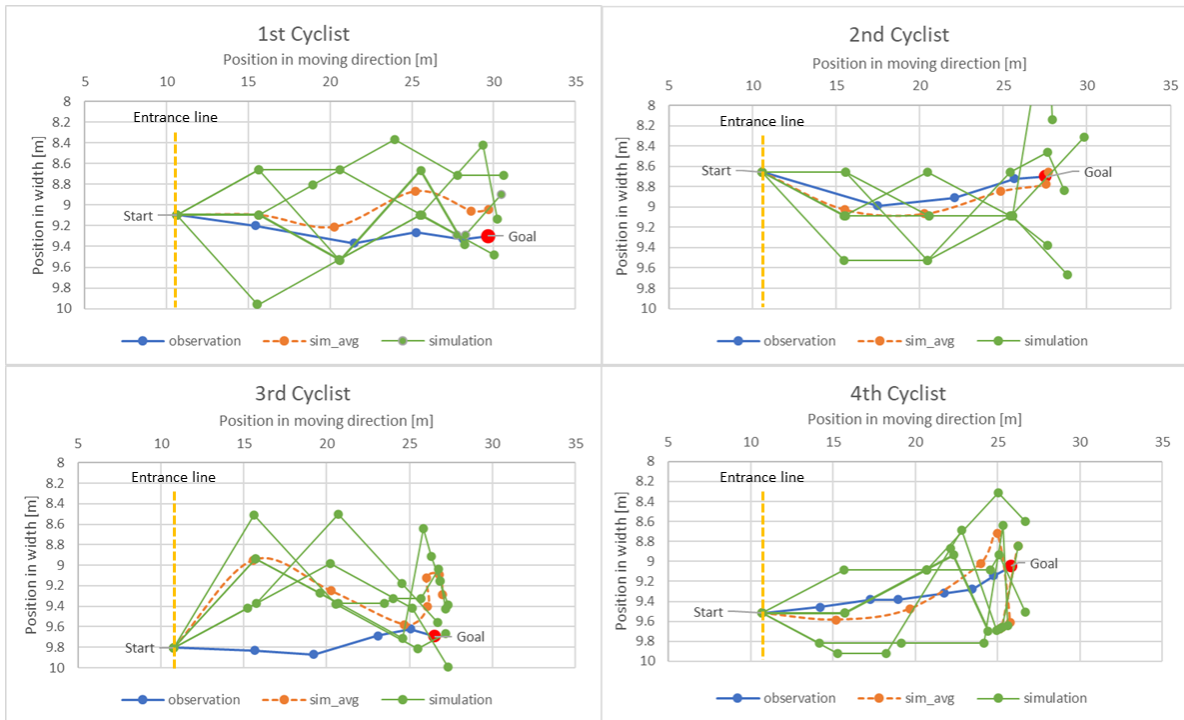 1st Cyclist
Position in moving direction [m]
5 10 15 20 25 30 35
Position in width [m]
8
8.2
8.4
8.6
8.8
9
9.2
9.4
9.6
9.8
10
Entrance line
Start
Goal
observation sim_avg simulation
2nd Cyclist
Position in moving direction [m]
5 10 15 20 25 30 35
Position in width [m]
8
8.2
8.4
8.6
8.8
9
9.2
9.4
9.6
9.8
10
Entrance line
Start
Goal
observation sim_avg simulation
3rd Cyclist
Position in moving direction [m]
5 10 15 20 25 30 35
Position in width [m]
8
8.2
8.4
8.6
8.8
9
9.2
9.4
9.6
9.8
10
Entrance line
Start
Goal
observation sim_avg simulation
4th Cyclist
Position in moving direction [m]
5 10 15 20 25 30 35
Position in width [m]
8
8.2
8.4
8.6
8.8
9
9.2
9.4
9.6
9.8
10
Entrance line
Start
Goal
observation sim_avg simulation